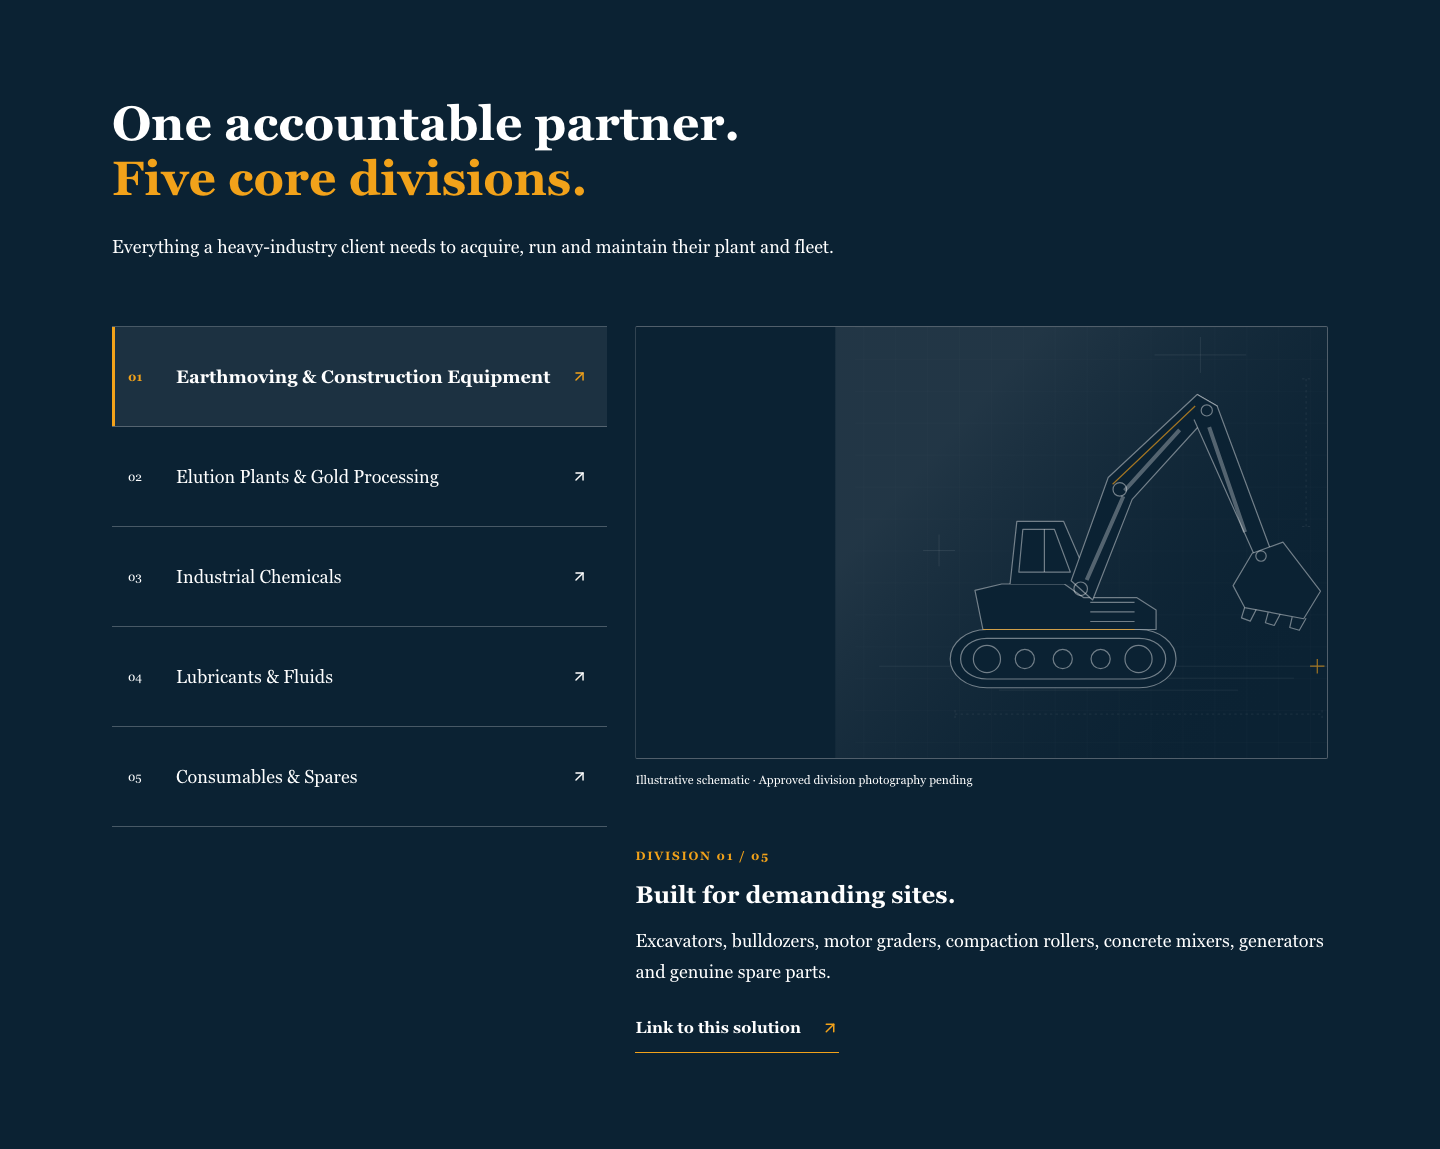 One accountable partner.
Five core divisions.
Everything a heavy-industry client needs to acquire, run and maintain their plant and fleet.
01 Earthmoving & Construction Equipment
02 Elution Plants & Gold Processing
03 Industrial Chemicals
04 Lubricants & Fluids
05 Consumables & Spares
Illustrative schematic · Approved division photography pending
DIVISION 01 / 05
Built for demanding sites.
Excavators, bulldozers, motor graders, compaction rollers, concrete mixers, generators
and genuine spare parts.
Link to this solution